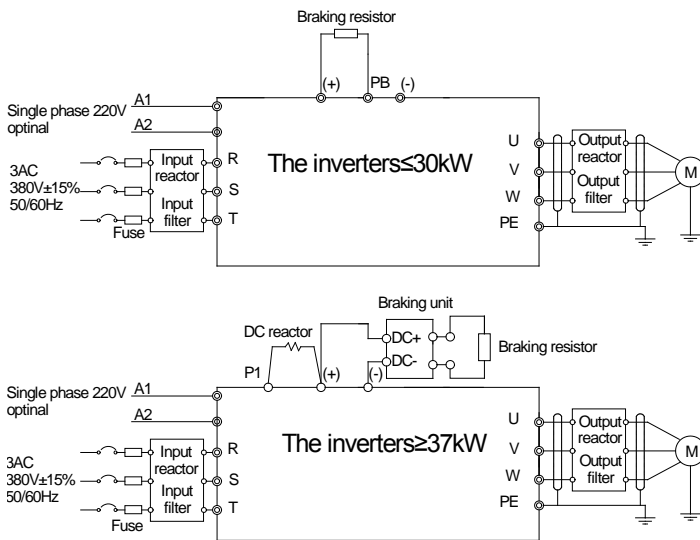 Braking resistor
(+)
PB
(-)
Single phase 220V
optinal
A1
A2
3AC
380V±15%
50/60Hz
Fuse
Input
reactor
Input
filter
R
S
T
The inverters≤30kW
U
V
W
PE
Output
reactor
Output
filter
M
Braking unit
DC reactor
DC+
DC-
Braking resistor
P1
(+)
(-)
Single phase 220V
optinal
A1
A2
3AC
380V±15%
50/60Hz
Fuse
Input
reactor
Input
filter
R
S
T
The inverters≥37kW
U
V
W
PE
Output
reactor
Output
filter
M